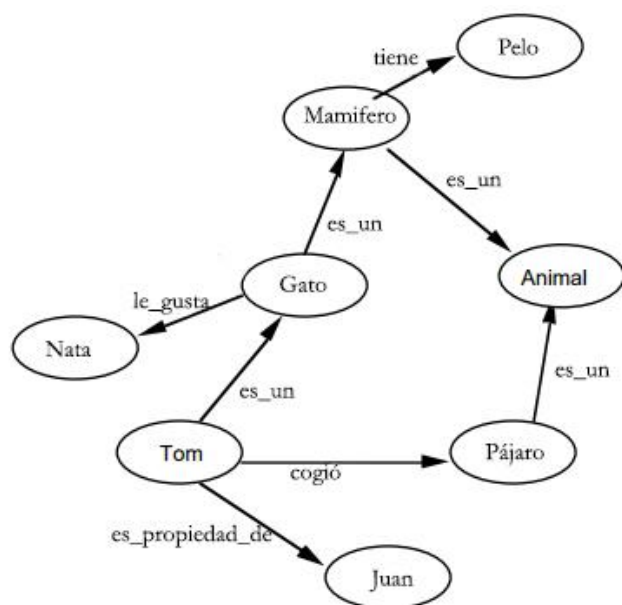 Pelo
tiene
Mamifero
es_un
es_un
Gato
Animal
le_gusta
Nata
es_un
es_un
Tom
Pájaro
cogió
es_propiedad_de
Juan